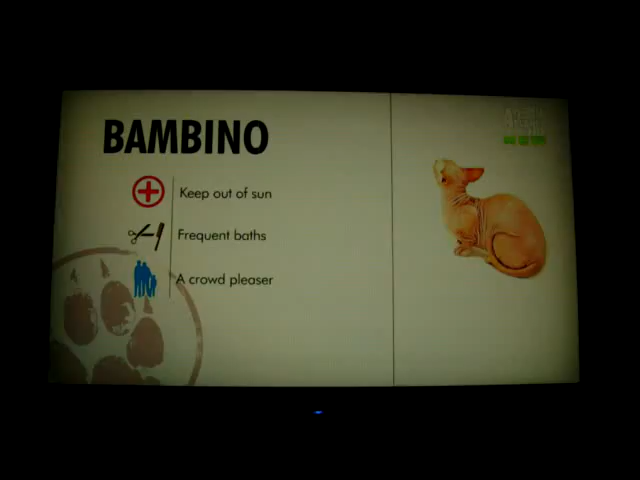 BAMBINO
Keep out of sun
Frequent baths
A crowd pleaser